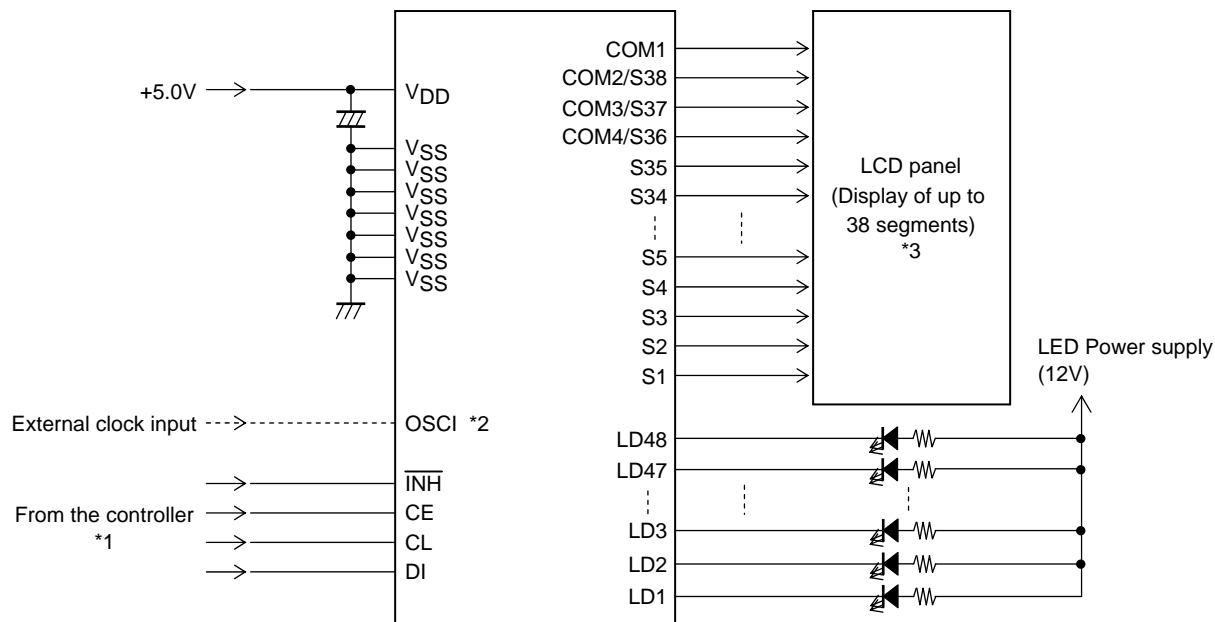 +5.0V
VDD
VSS
VSS
VSS
VSS
VSS
VSS
VSS
External clock input
OSCI *2
From the controller
*1
INH
CE
CL
DI
COM1
COM2/S38
COM3/S37
COM4/S36
S35
S34
S5
S4
S3
S2
S1
LD48
LD47
LD3
LD2
LD1
LCD panel
(Display of up to
38 segments)
*3
LED Power supply
(12V)